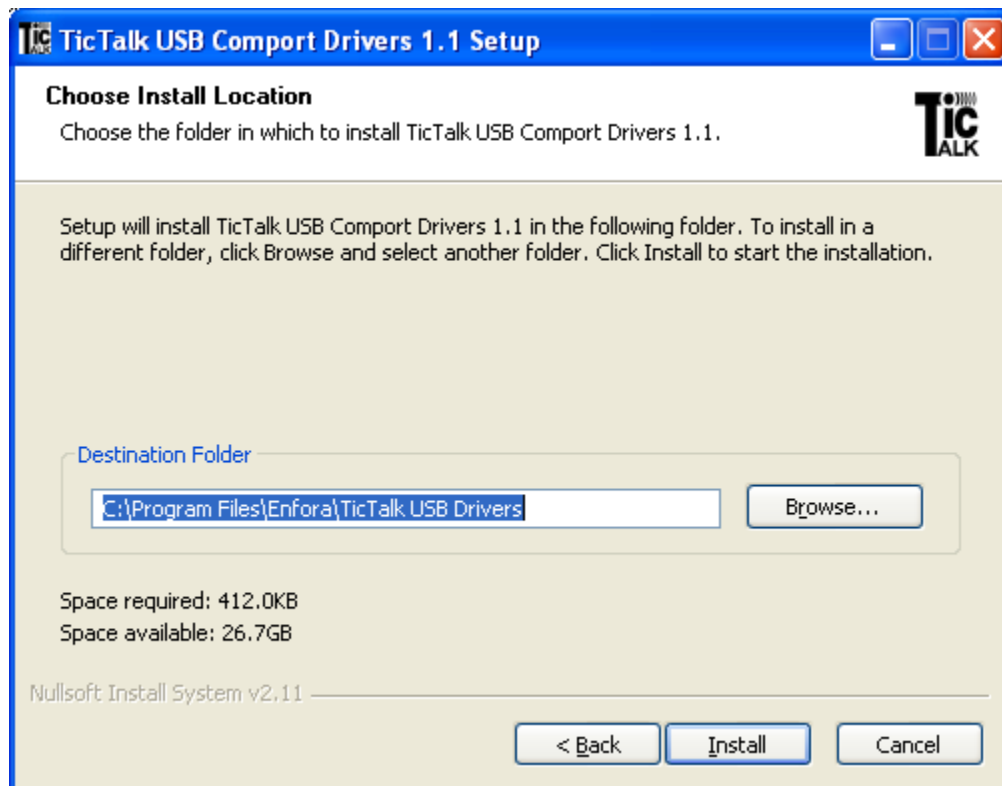 TicTalk USB Comport Drivers 1.1 Setup
Choose Install Location
Choose the folder in which to install TicTalk USB Comport Drivers 1.1.
TIC
TALK
Setup will install TicTalk USB Comport Drivers 1.1 in the following folder. To install in a
different folder, click Browse and select another folder. Click Install to start the installation.
Destination Folder
C:\Program Files\Enfora\TicTalk USB Drivers
Browse...
Space required: 412.0KB
Space available: 26.7GB
Nullsoft Install System v2.11
< Back
Install
Cancel